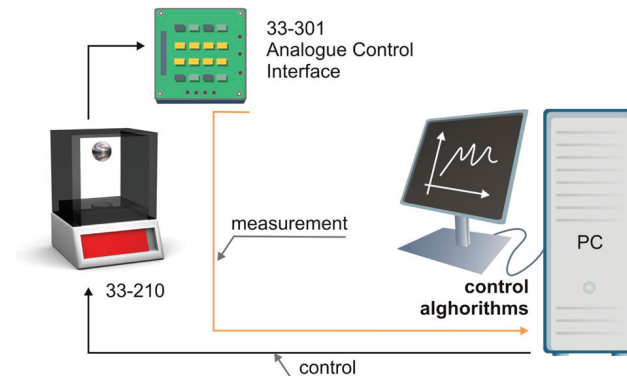 33-301
Analogue Control
Interface
measurement
PC
33-210
control
alghorithms
control